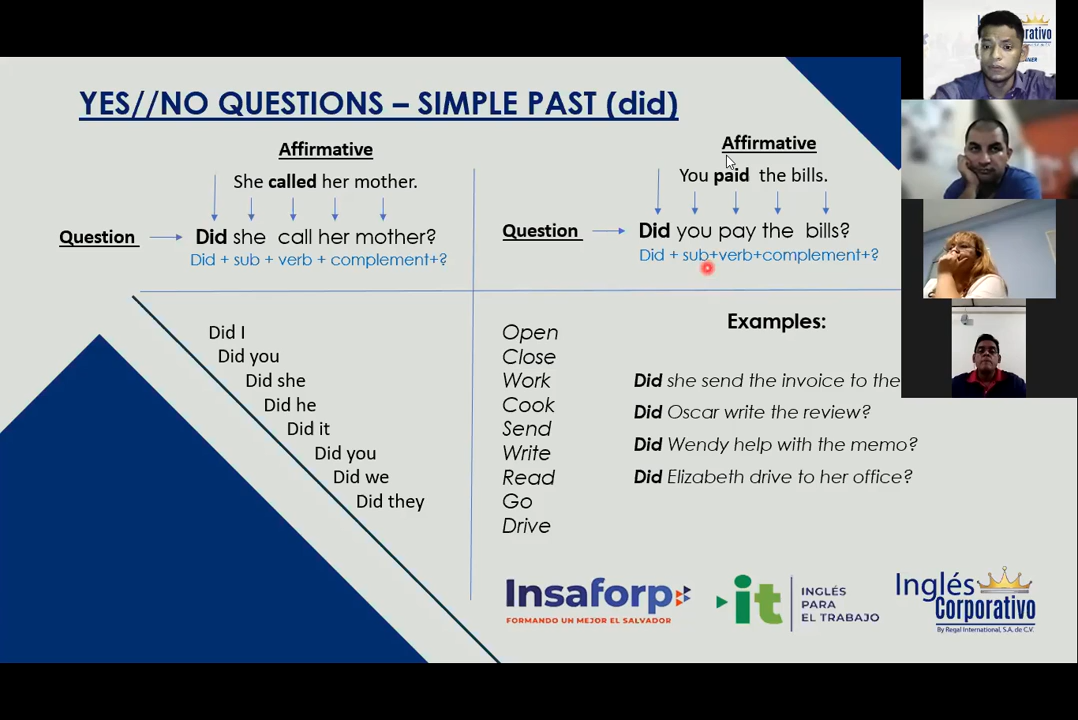 YES//NO QUESTIONS – SIMPLE PAST (did)
Affirmative
She called her mother.
Question
Did she call her mother?
Did + sub + verb + complement+?
Affirmative
You paid the bills.
Question
Did you pay the bills?
Did + sub+verb+complement+?
Did I
Did you
Did she
Did he
Did it
Did you
Did we
Did they
Open
Close
Work
Cook
Send
Write
Read
Go
Drive
Examples:
Did she send the invoice to the
Did Oscar write the review?
Did Wendy help with the memo?
Did Elizabeth drive to her office?
Insaforp
FORMANDO UN MEJOR EL SALVADOR
it
INGLÉS
PARA
EL TRABAJO
Inglés
Corporativo
By Regal International, S.A. de C.V.